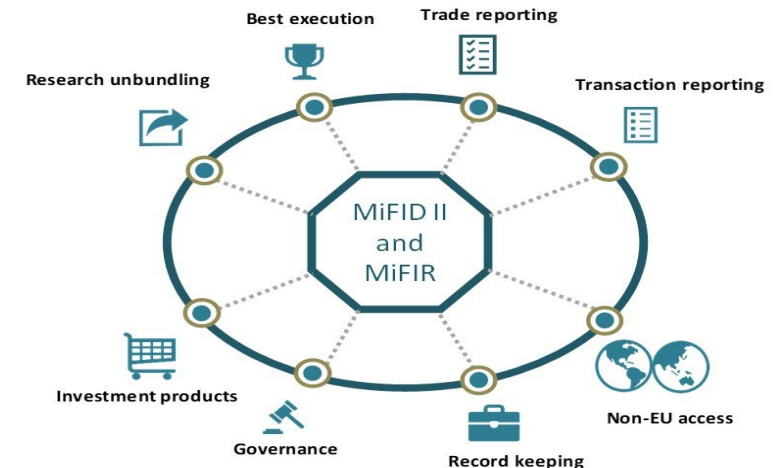 Best execution
Trade reporting
Research unbundling
Transaction reporting
MiFID II
and
MiFIR
Investment products
Non-EU access
Governance
Record keeping